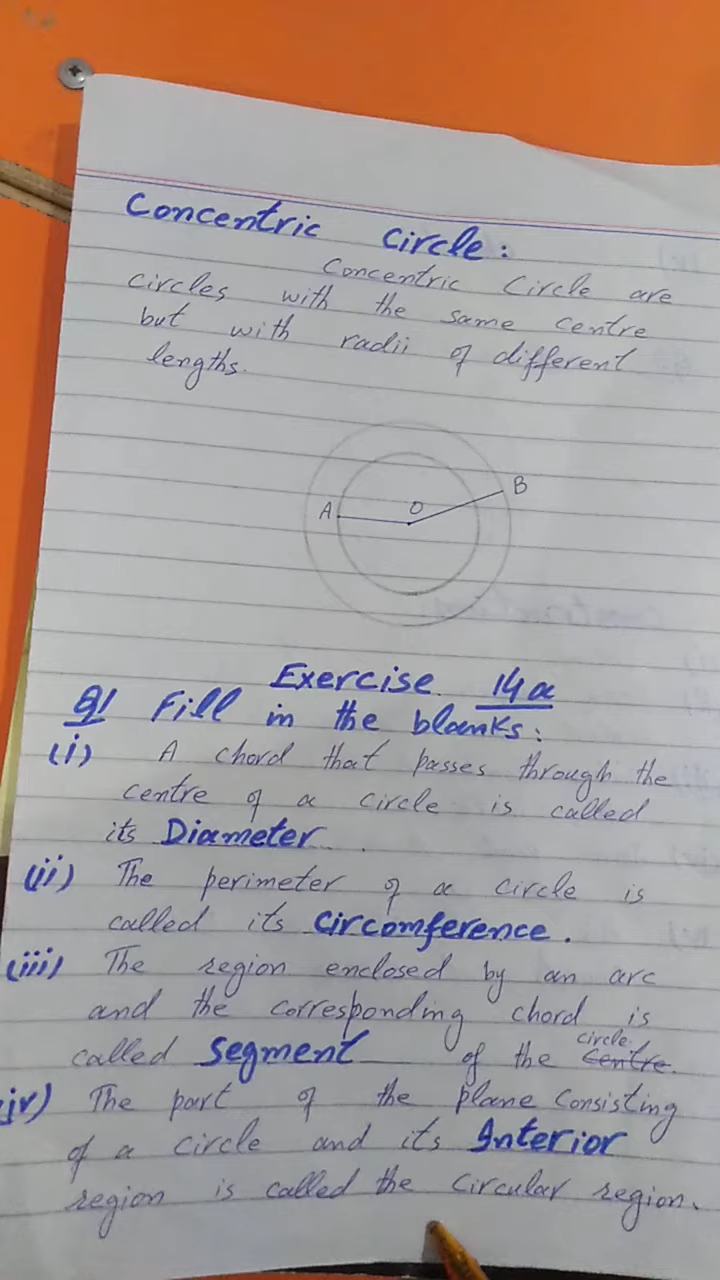 Concentric Circle:
Concentric Circle are
circles with the same centre
but with radii of different
lengths.
A O B
Exercise 14a
Q1 Fill in the blanks:
(i) A chord that passes through the
centre of a circle is called
its Diameter.
(ii) The perimeter of a circle is
called its Circomference.
(iii) The region enclosed by an arc
and the corresponding chord is
circle
called Segment of the Centre.
iv) The part of the plane Consisting
of a circle and its Interior
region is called the Circular region.